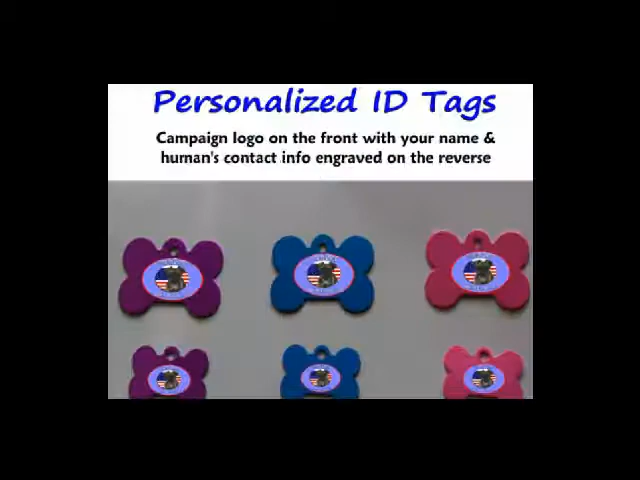 Personalized ID Tags
Campaign logo on the front with your name &
human's contact info engraved on the reverse